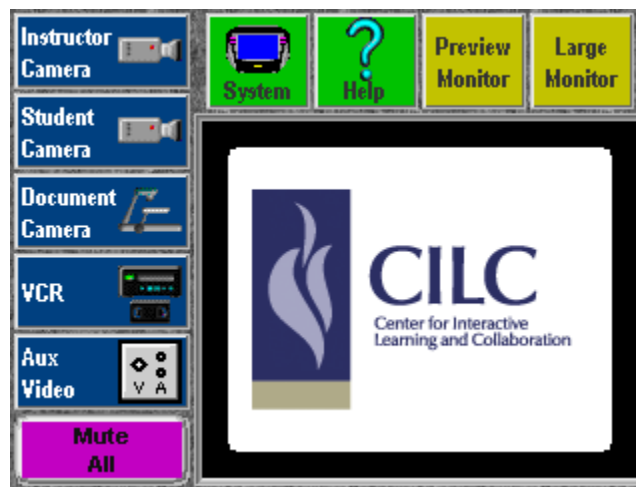 Instructor
Camera
Student
Camera
Document
Camera
VCR
Aux
Video
V A
Mute
All
System
Help
Preview
Monitor
Large
Monitor
CILC
Center for Interactive
Learning and Collaboration